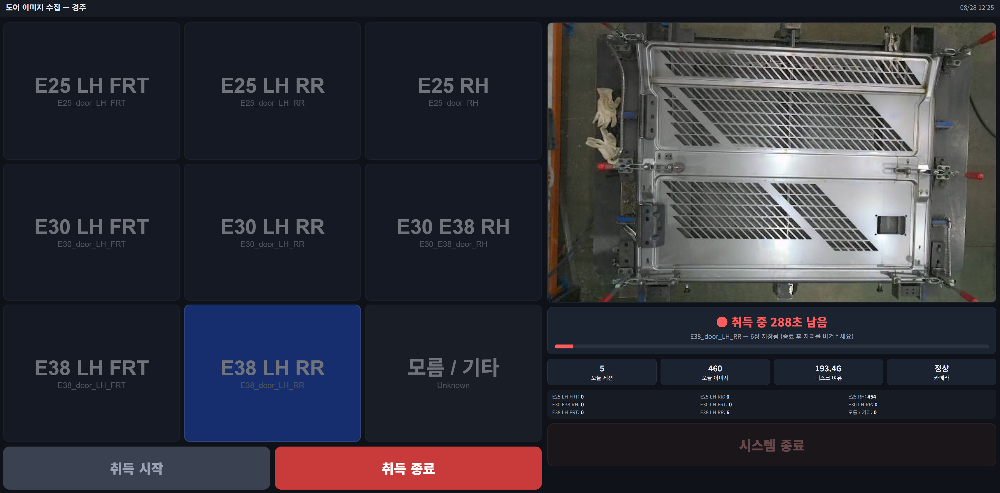 도어 이미지 수집 — 경주
08/28 12:25
E25 LH FRT
E25_door_LH_FRT
E25 LH RR
E25_door_LH_RR
E25 RH
E25_door_RH
E30 LH FRT
E30_door_LH_FRT
E30 LH RR
E30_door_LH_RR
E30 E38 RH
E30_E38_door_RH
E38 LH FRT
E38_door_LH_FRT
E38 LH RR
E38_door_LH_RR
모름 / 기타
Unknown
취득 시작
취득 종료
취득 중 288초 남음
E38_door_LH_RR — 6쌍 저장됨 (종료 후 자리를 비켜주세요)
5
오늘 세션
460
오늘 이미지
193.4G
디스크 여유
정상
카메라
E25 LH FRT: 0
E25 LH RR: 0
E25 RH: 454
E30 E38 RH: 0
E30 LH FRT: 0
E30 LH RR: 0
E38 LH FRT: 0
E38 LH RR: 6
모름 / 기타: 0
시스템 종료